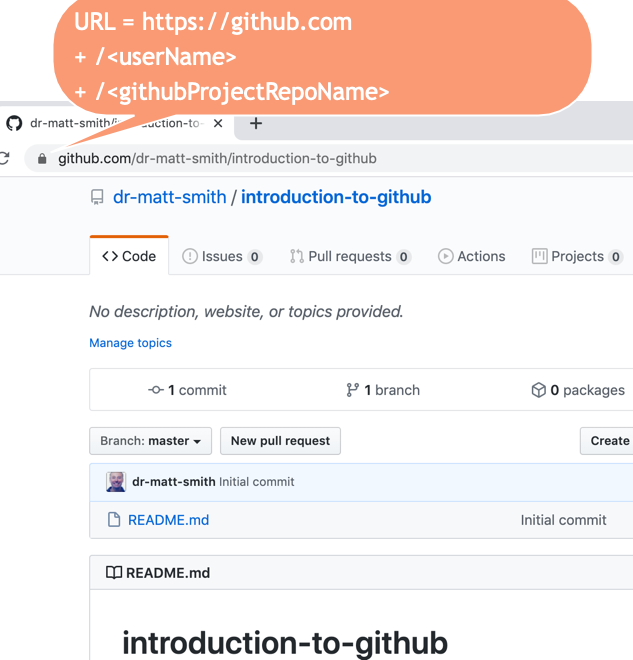 URL = https://github.com
+ /<userName>
+ /<githubProjectRepoName>
dr-matt-smith/introduction-to-
github.com/dr-matt-smith/introduction-to-github
dr-matt-smith / introduction-to-github
Code Issues 0 Pull requests 0 Actions Projects 0
No description, website, or topics provided.
Manage topics
1 commit 1 branch 0 packages
Branch: master New pull request Create
dr-matt-smith Initial commit
README.md Initial commit
README.md
introduction-to-github